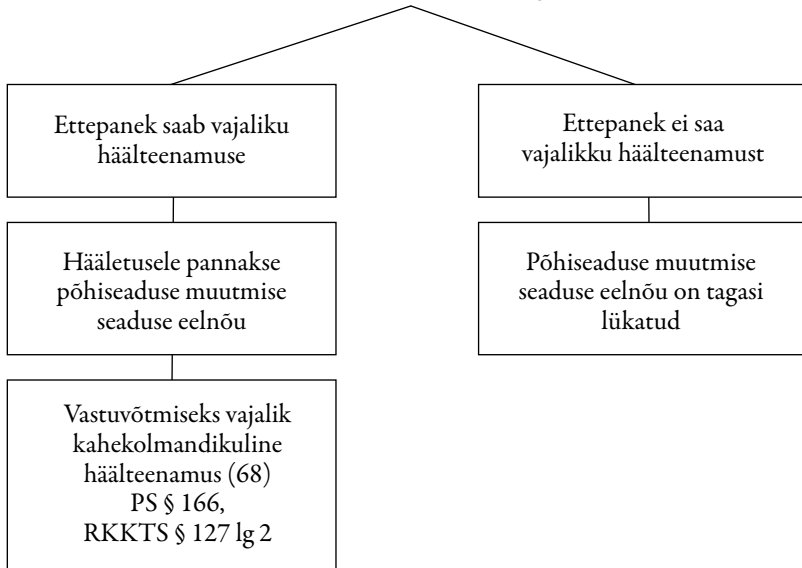 Ettepanek saab vajaliku
häälteenamuse
Ettepanek ei saa
vajalikku häälteenamust
Hääletusele pannakse
põhiseaduse muutmise
seaduse eelnõu
Põhiseaduse muutmise
seaduse eelnõu on tagasi
lükatud
Vastuvõtmiseks vajalik
kahekolmandikuline
häälteenamus (68)
PS § 166,
RKKTS § 127 lg 2